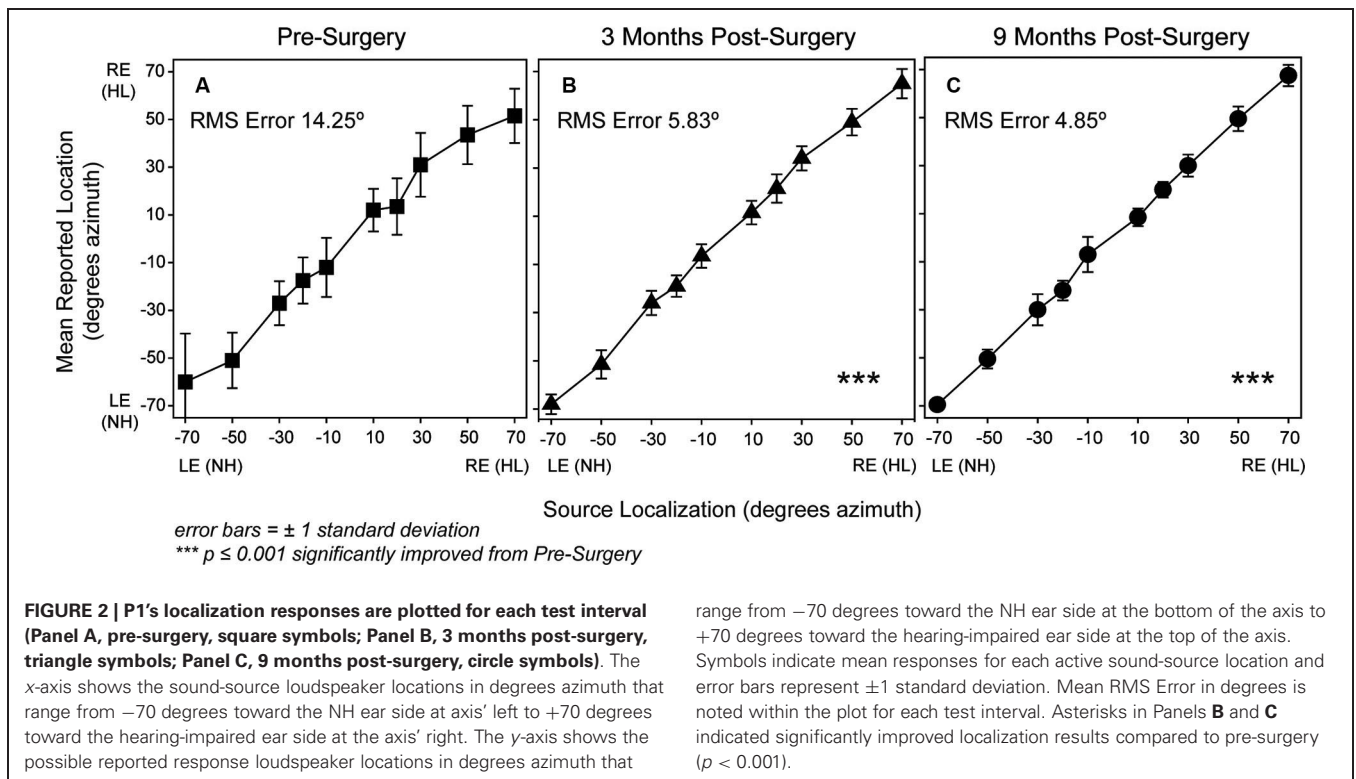 Pre-Surgery
3 Months Post-Surgery
9 Months Post-Surgery
Mean Reported Location
(degrees azimuth)
RE
(HL)
LE
(NH)
70
50
30
10
-10
-30
-50
-70
A
RMS Error 14.25º
B
RMS Error 5.83º
***
C
RMS Error 4.85º
***
-70 -50 -30 -10 10 30 50 70
-70 -50 -30 -10 10 30 50 70
-70 -50 -30 -10 10 30 50 70
LE (NH) RE (HL)
LE (NH) RE (HL)
LE (NH) RE (HL)
Source Localization (degrees azimuth)
error bars = ± 1 standard deviation
*** p ≤ 0.001 significantly improved from Pre-Surgery
FIGURE 2 | P1’s localization responses are plotted for each test interval
(Panel A, pre-surgery, square symbols; Panel B, 3 months post-surgery,
triangle symbols; Panel C, 9 months post-surgery, circle symbols). The
x-axis shows the sound-source loudspeaker locations in degrees azimuth that
range from −70 degrees toward the NH ear side at axis’ left to +70 degrees
toward the hearing-impaired ear side at the axis’ right. The y-axis shows the
possible reported response loudspeaker locations in degrees azimuth that
range from −70 degrees toward the NH ear side at the bottom of the axis to
+70 degrees toward the hearing-impaired ear side at the top of the axis.
Symbols indicate mean responses for each active sound-source location and
error bars represent ±1 standard deviation. Mean RMS Error in degrees is
noted within the plot for each test interval. Asterisks in Panels B and C
indicated significantly improved localization results compared to pre-surgery
(p < 0.001).